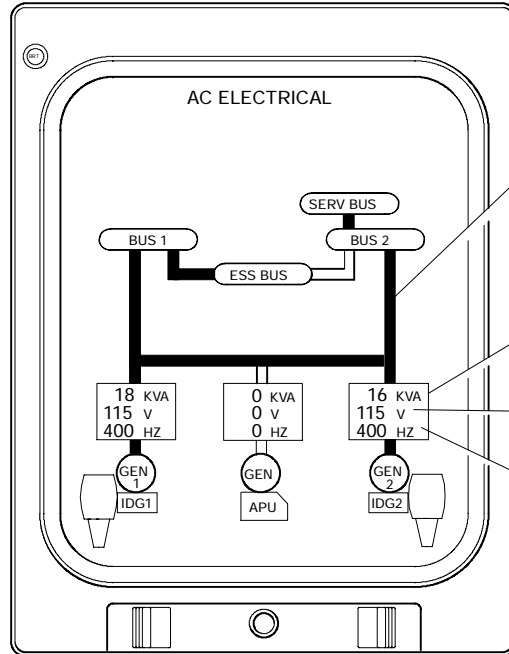 BRT
AC ELECTRICAL
SERV BUS
BUS 1
BUS 2
ESS BUS
18 KVA
115 V
400 HZ
0 KVA
0 V
0 HZ
16 KVA
115 V
400 HZ
GEN
1
IDG1
GEN
APU
GEN
2
IDG2